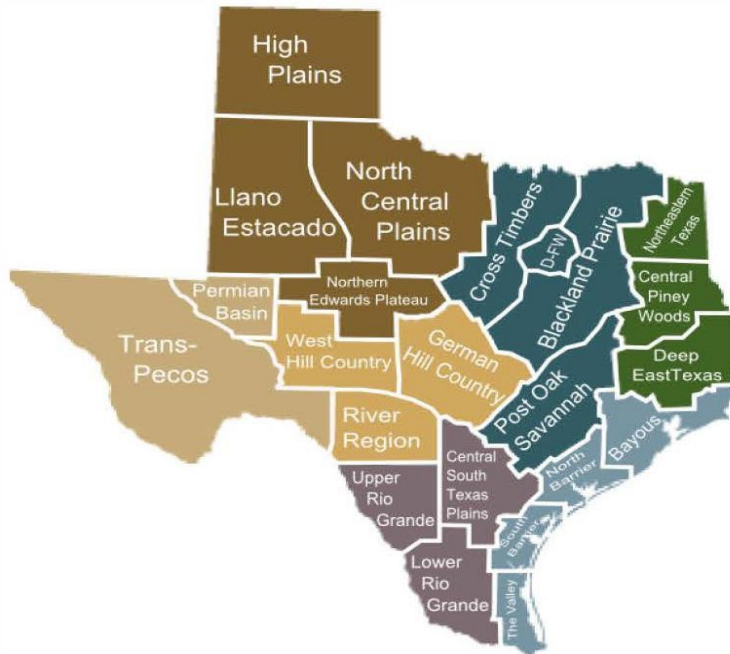 High
Plains
Llano
Estacado
North
Central
Plains
Cross Timbers
D-FW
Blackland Prairie
Northeastern
Texas
Permian
Basin
Northern
Edwards Plateau
Central
Piney
Woods
Trans-
Pecos
West
Hill Country
German
Hill Country
Deep
EastTexas
Post Oak
Savannah
River
Region
Bayous
North
Barrier
Central
South
Texas
Plains
Upper
Rio
Grande
South
Barrier
Lower
Rio
Grande
The Valley